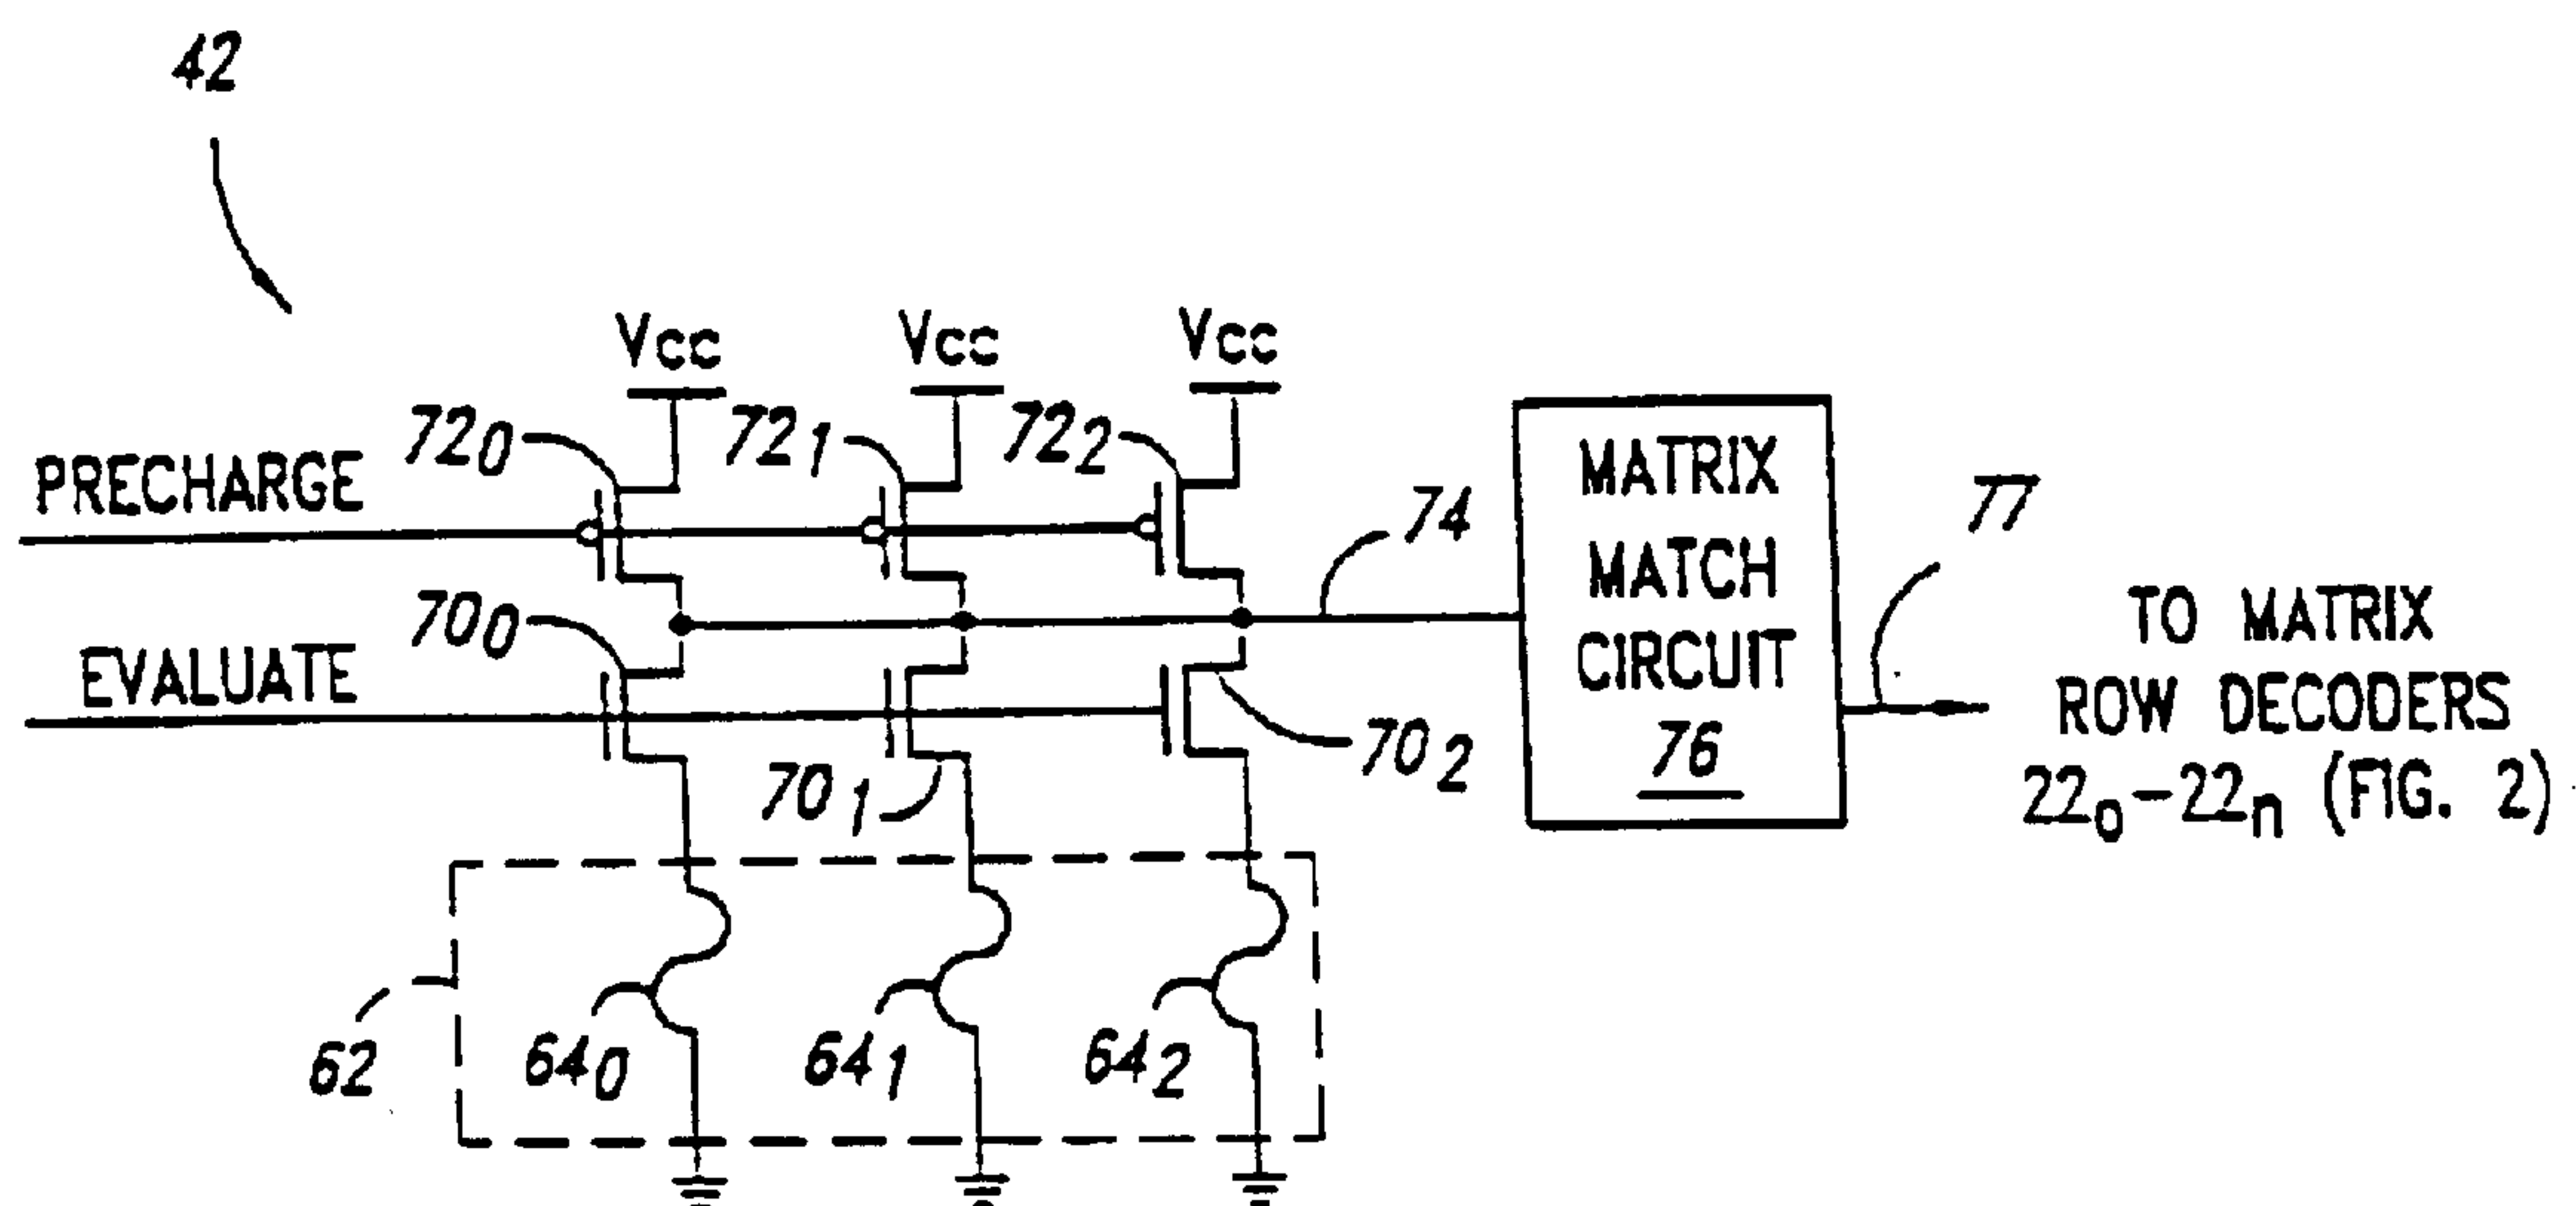 42
Vcc Vcc Vcc
72₀ 72₁ 72₂
PRECHARGE
74
77
MATRIX
MATCH
CIRCUIT
76
70₀
EVALUATE
70₁
70₂
TO MATRIX
ROW DECODERS
22₀-22ₙ (FIG. 2)
62
64₀ 64₁ 64₂